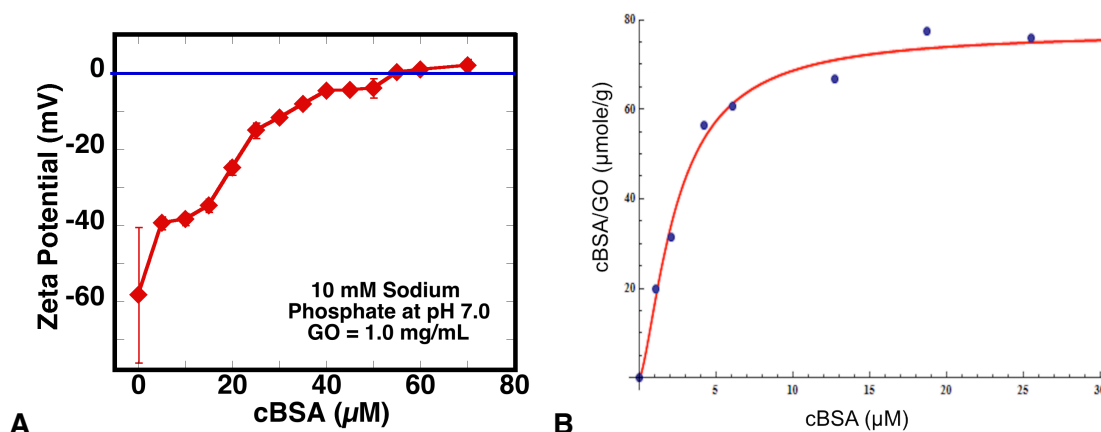 0
-20
-40
-60
Zeta Potential (mV)
10 mM Sodium
Phosphate at pH 7.0
GO = 1.0 mg/mL
0 20 40 60 80
cBSA (µM)
A
80
60
40
20
0
cBSA/GO (µmole/g)
5 10 15 20 25 30
cBSA (µM)
B